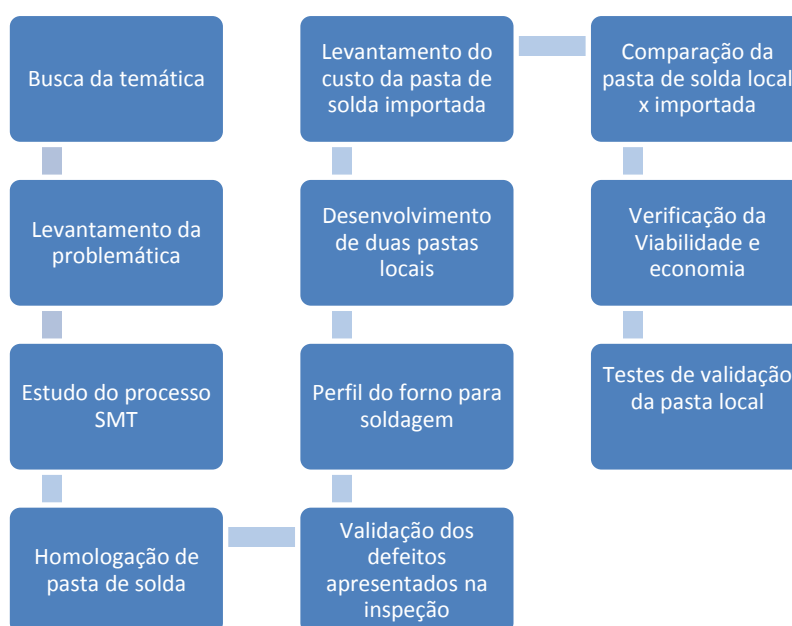 Busca da temática
Levantamento da
problemática
Estudo do processo
SMT
Homologação de
pasta de solda
Validação dos
defeitos
apresentados na
inspeção
Perfil do forno para
soldagem
Desenvolvimento
de duas pastas
locais
Levantamento do
custo da pasta de
solda importada
Comparação da
pasta de solda local
x importada
Verificação da
Viabilidade e
economia
Testes de validação
da pasta local